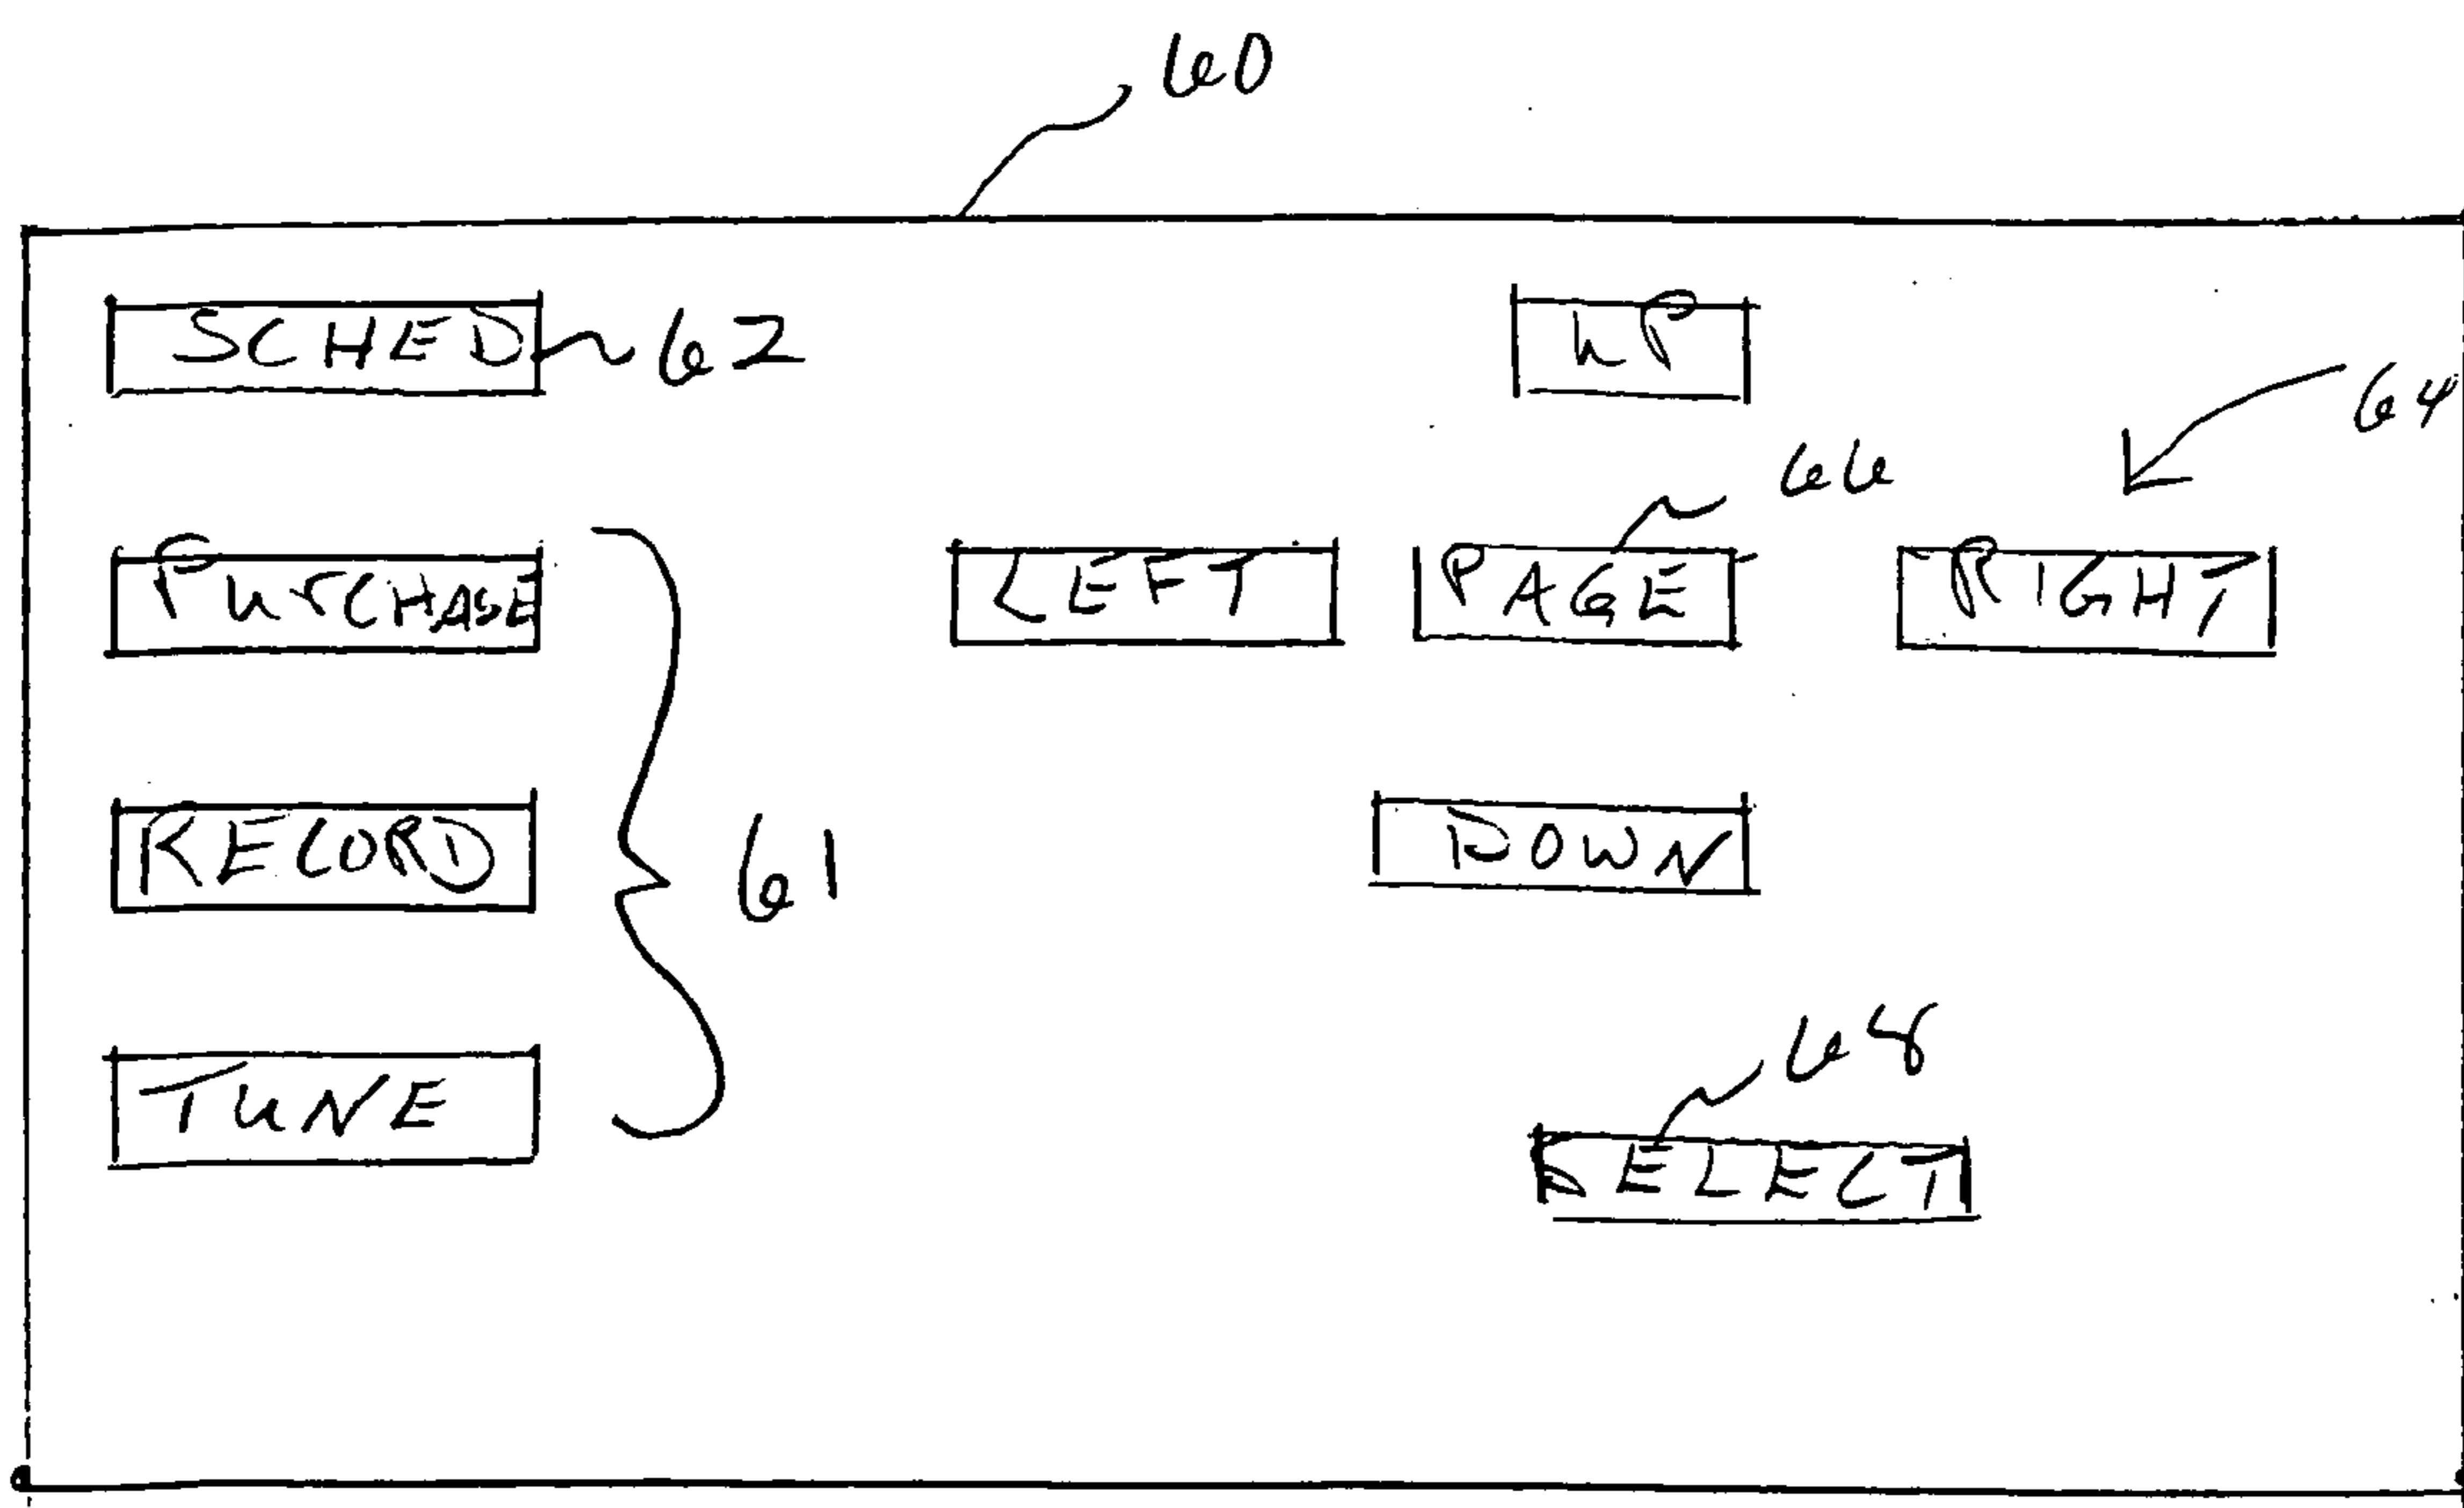 60
SCHED 62 UP
64
66
PURCHASE LEFT PAGE RIGHT
RECORD 61 DOWN
68
TUNE SELECT